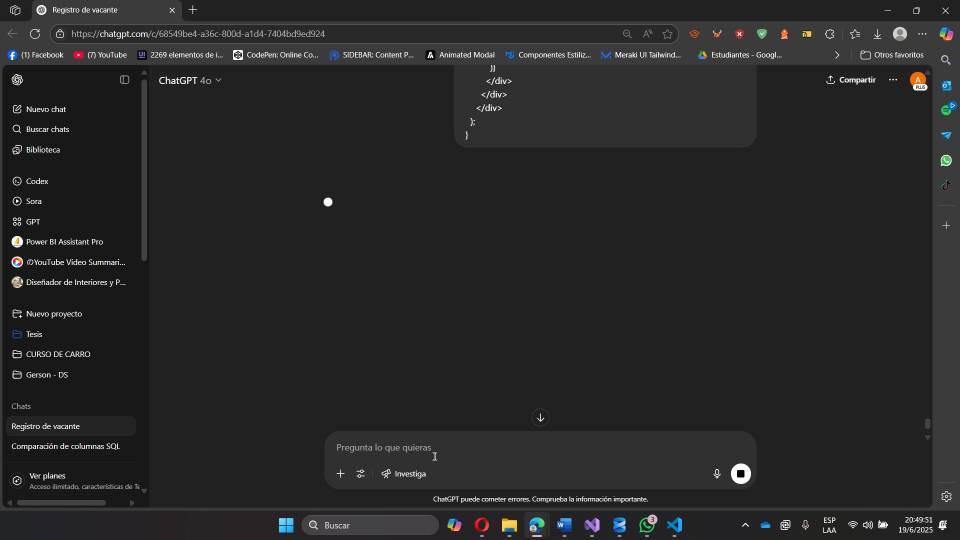 Registro de vacante
https://chatgpt.com/c/68549be4-a36c-800d-a1d4-7404bd9ed924
(1) Facebook
(7) YouTube
2269 elementos de i...
CodePen: Online Co...
SIDEBAR: Content P...
Animated Modal
Componentes Estiliz...
Meraki UI Tailwind...
Estudiantes - Googl...
Otros favoritos
ChatGPT 4o
Compartir
A
PLUS
Nuevo chat
Buscar chats
Biblioteca
Codex
Sora
GPT
Power BI Assistant Pro
YouTube Video Summari...
Diseñador de Interiores y P...
Nuevo proyecto
Tesis
CURSO DE CARRO
Gerson - DS
Chats
Registro de vacante
Comparación de columnas SQL
Ver planes
Acceso ilimitado, características de Te
)}
</div>
</div>
</div>
);
}
Pregunta lo que quieras
Investiga
ChatGPT puede cometer errores. Comprueba la información importante.
Buscar
3
ESP
LAA
20:49:51
19/6/2025